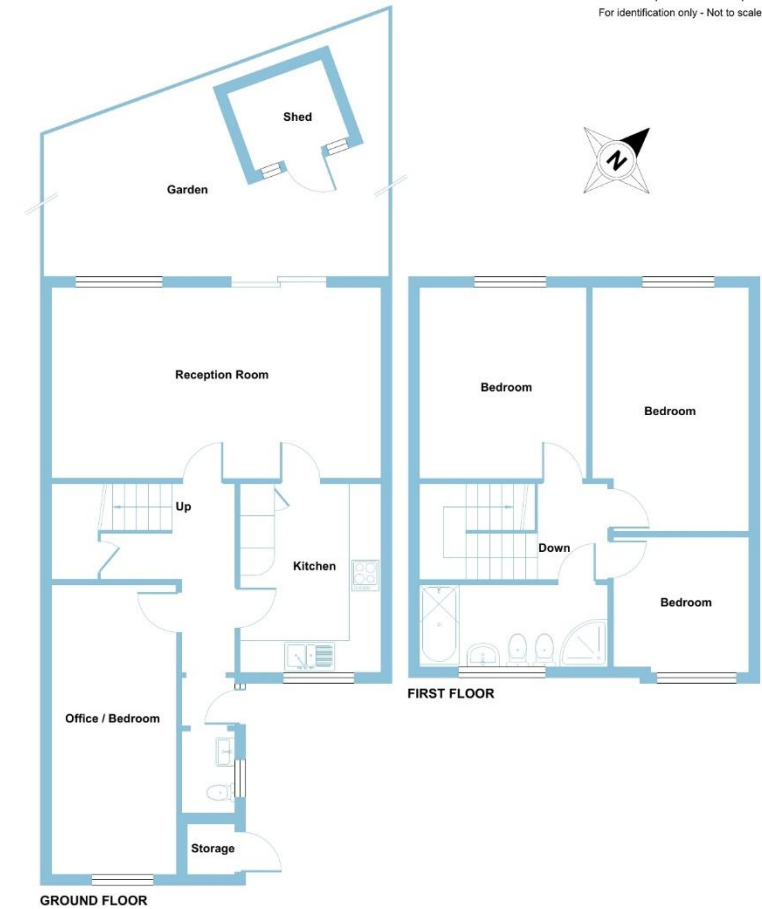 For identification only - Not to scale
Shed
N
Garden
Reception Room
Bedroom
Bedroom
Up
Kitchen
Down
Bedroom
Office / Bedroom
FIRST FLOOR
Storage
GROUND FLOOR